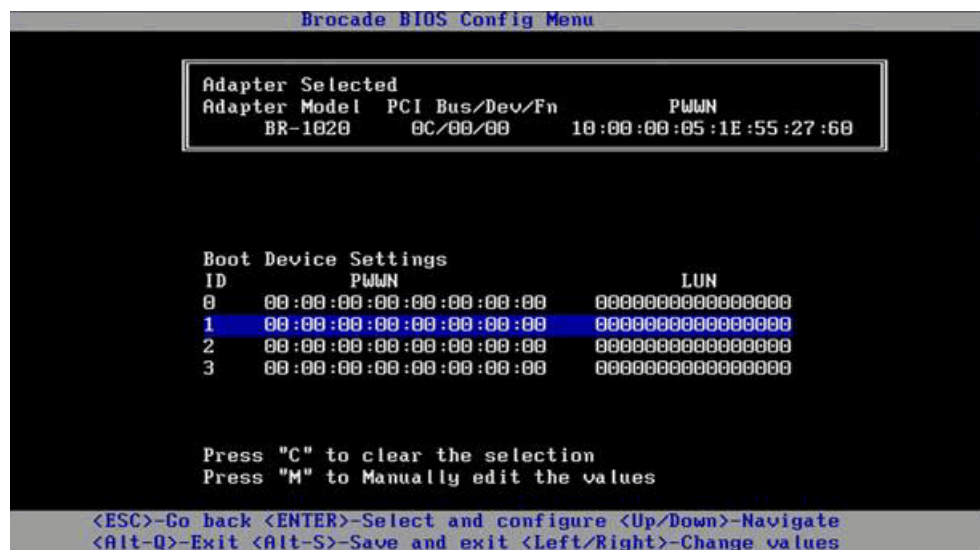 Brocade BIOS Config Menu
Adapter Selected
Adapter Model PCI Bus/Dev/Fn PWWN
BR-1020 0C/00/00 10:00:00:05:1E:55:27:60
Boot Device Settings
ID PWWN LUN
0 00:00:00:00:00:00:00:00 0000000000000000
1 00:00:00:00:00:00:00:00 0000000000000000
2 00:00:00:00:00:00:00:00 0000000000000000
3 00:00:00:00:00:00:00:00 0000000000000000
Press "C" to clear the selection
Press "M" to Manually edit the values
<ESC>-Go back <ENTER>-Select and configure <Up/Down>-Navigate
<Alt-Q>-Exit <Alt-S>-Save and exit <Left/Right>-Change values